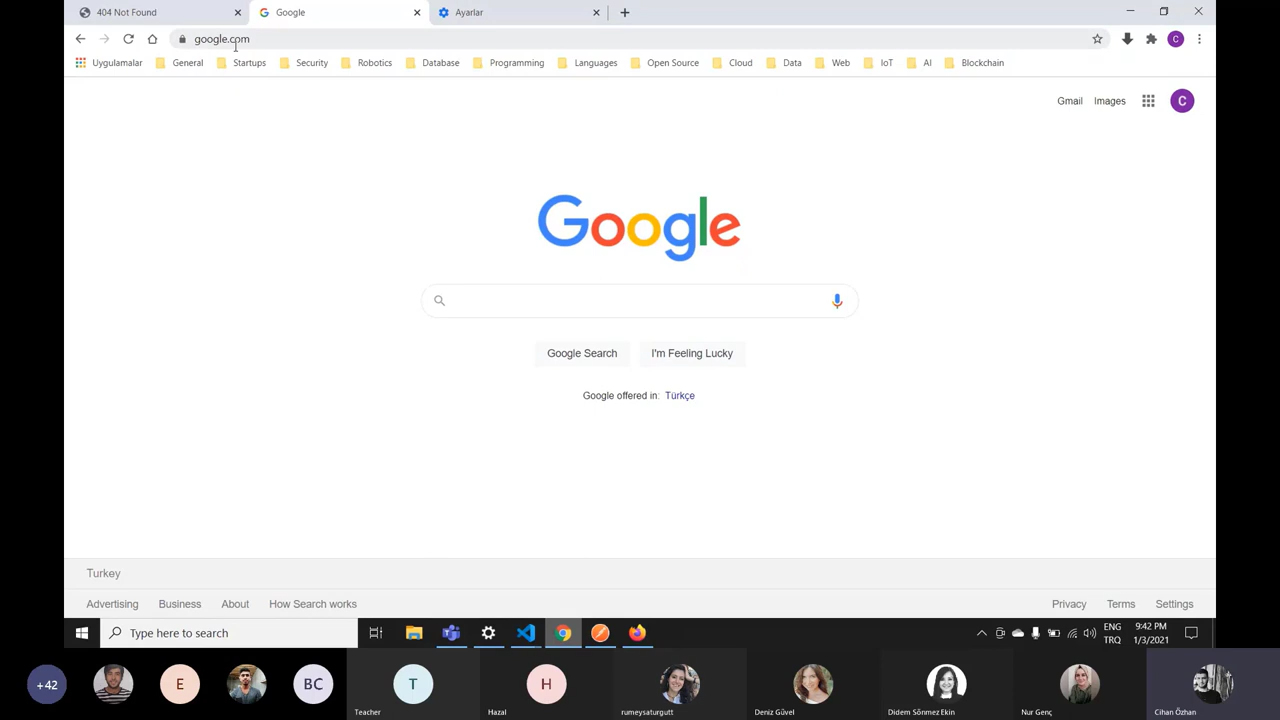 404 Not Found
Google
Ayarlar
google.com
Uygulamalar General Startups Security Robotics Database Programming Languages Open Source Cloud Data Web IoT AI Blockchain
Gmail Images C
Google
Google Search I'm Feeling Lucky
Google offered in: Türkçe
Turkey
Advertising Business About How Search works Privacy Terms Settings
Type here to search
ENG 9:42 PM
TRQ 1/3/2021
+42 E BC T H
Teacher Hazal rumeysaturgutt Deniz Güvel Didem Sönmez Ekin Nur Genç Cihan Özhan